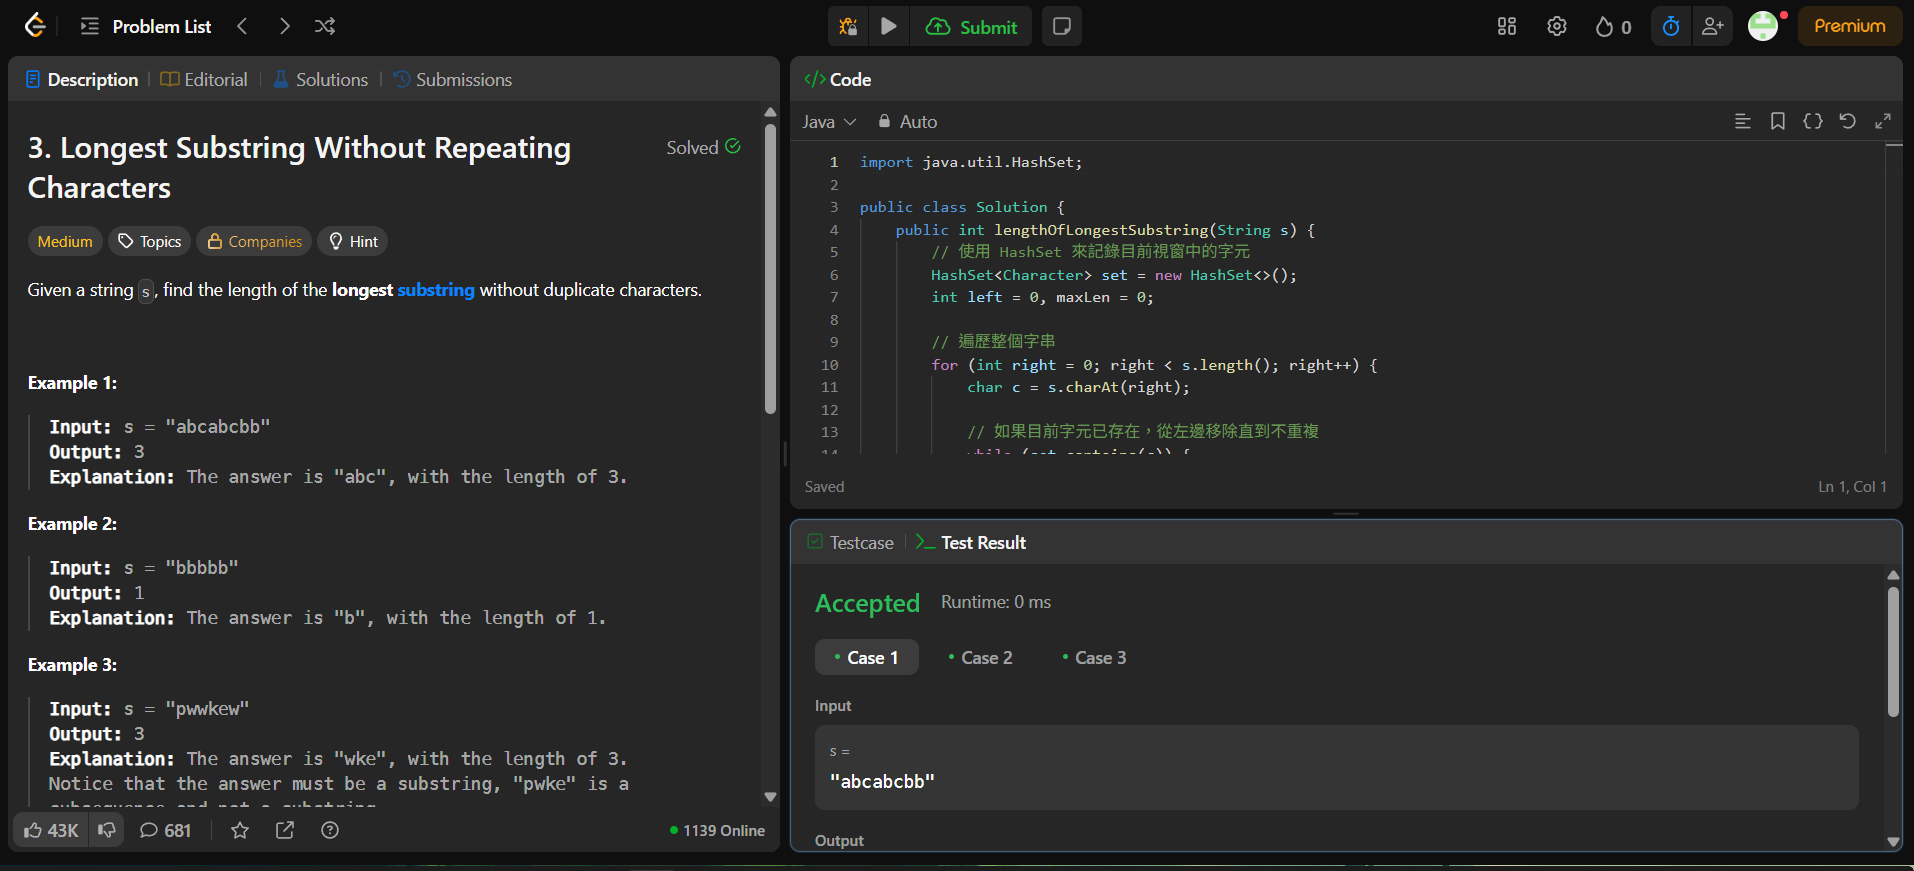 Problem List
Submit
0
Premium
Description
Editorial
Solutions
Submissions
3. Longest Substring Without Repeating
Characters
Solved
Medium
Topics
Companies
Hint
Given a string s, find the length of the longest substring without duplicate characters.
Example 1:
Input: s = "abcabcbb"
Output: 3
Explanation: The answer is "abc", with the length of 3.
Example 2:
Input: s = "bbbbb"
Output: 1
Explanation: The answer is "b", with the length of 1.
Example 3:
Input: s = "pwwkew"
Output: 3
Explanation: The answer is "wke", with the length of 3.
Notice that the answer must be a substring, "pwke" is a
subsequence and not a substring.
43K
681
1139 Online
</> Code
Java
Auto
1 import java.util.HashSet;
2
3 public class Solution {
4 public int lengthOfLongestSubstring(String s) {
5 // 使用 HashSet 來記錄目前視窗中的字元
6 HashSet<Character> set = new HashSet<>();
7 int left = 0, maxLen = 0;
8
9 // 遍歷整個字串
10 for (int right = 0; right < s.length(); right++) {
11 char c = s.charAt(right);
12
13 // 如果目前字元已存在，從左邊移除直到不重複
14 while (set.contains(c)) {
Saved
Ln 1, Col 1
Testcase
Test Result
Accepted
Runtime: 0 ms
Case 1
Case 2
Case 3
Input
s =
"abcabcbb"
Output